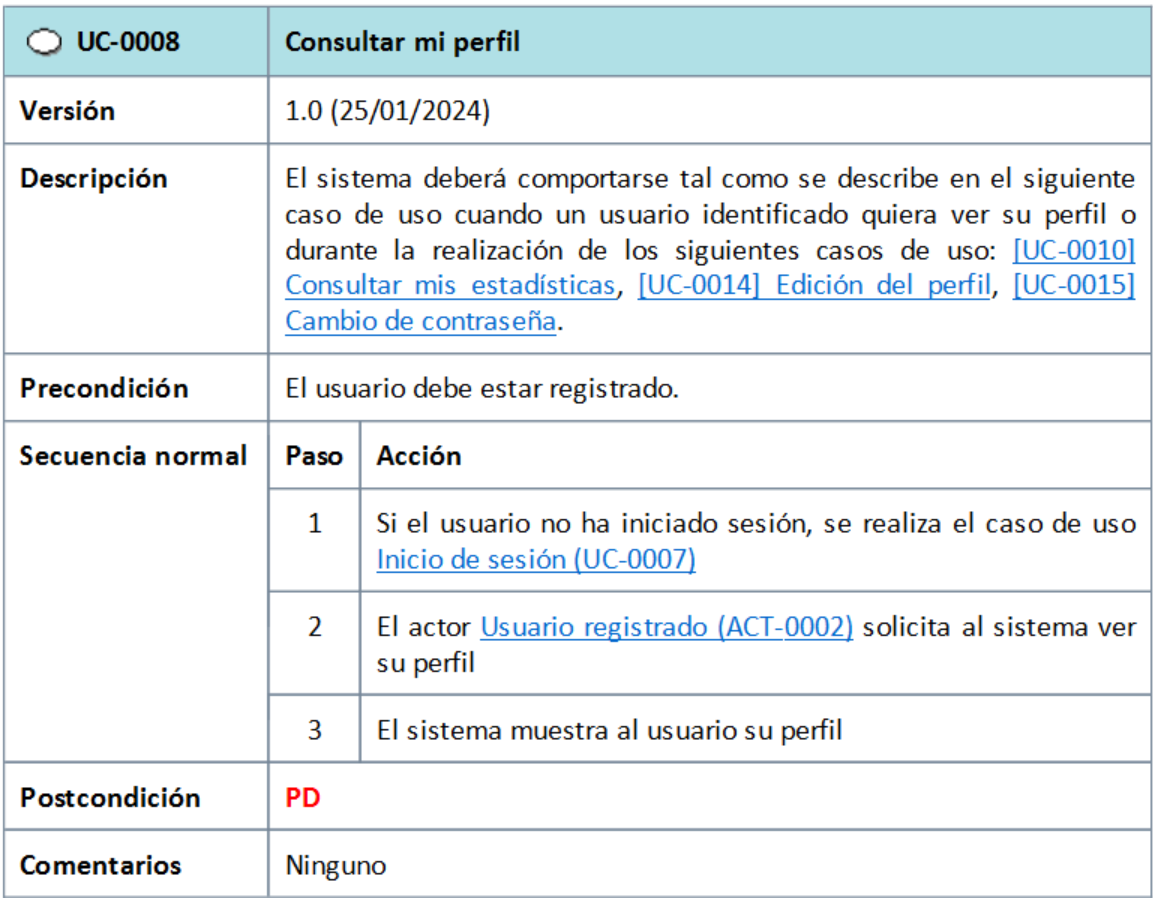 UC-0008 Consultar mi perfil
Versión 1.0 (25/01/2024)
Descripción El sistema deberá comportarse tal como se describe en el siguiente
caso de uso cuando un usuario identificado quiera ver su perfil o
durante la realización de los siguientes casos de uso: [UC-0010]
Consultar mis estadísticas, [UC-0014] Edición del perfil, [UC-0015]
Cambio de contraseña.
Precondición El usuario debe estar registrado.
Secuencia normal Paso Acción
1 Si el usuario no ha iniciado sesión, se realiza el caso de uso
Inicio de sesión (UC-0007)
2 El actor Usuario registrado (ACT-0002) solicita al sistema ver
su perfil
3 El sistema muestra al usuario su perfil
Postcondición PD
Comentarios Ninguno